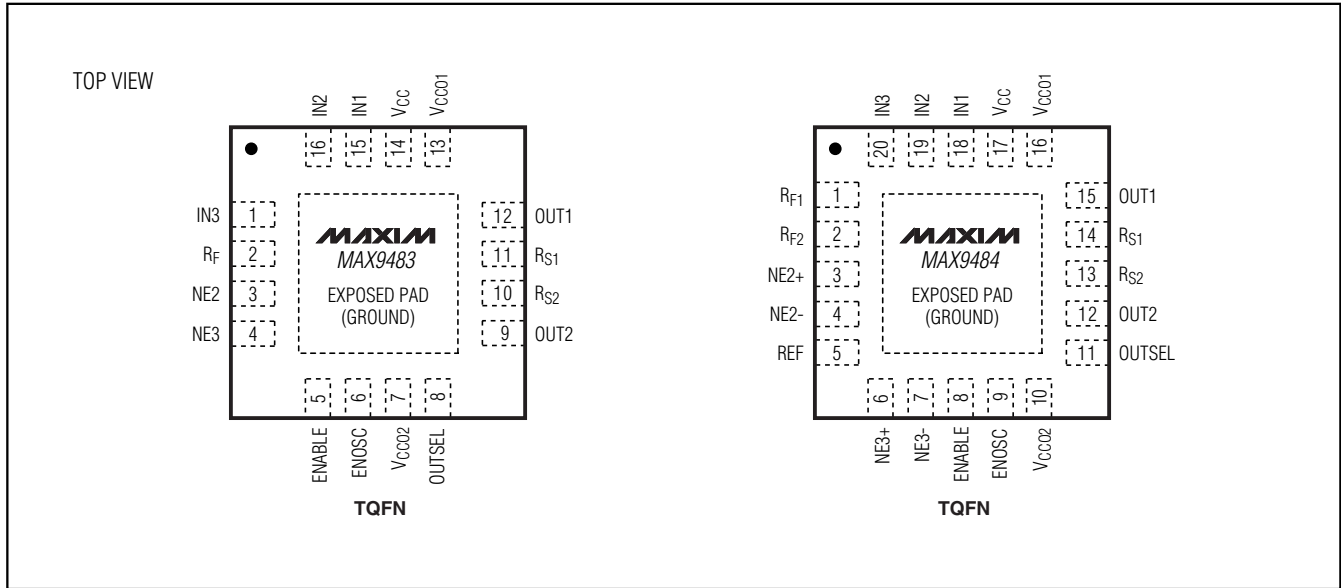 TOP VIEW
IN2
IN1
VCC
VCCO1
16
15
14
13
IN3 1
RF 2
NE2 3
NE3 4
MAXIM
MAX9483
EXPOSED PAD
(GROUND)
12 OUT1
11 RS1
10 RS2
9 OUT2
5
6
7
8
ENABLE
ENOSC
VCCO2
OUTSEL
TQFN
IN3
IN2
IN1
VCC
VCCO1
20
19
18
17
16
RF1 1
RF2 2
NE2+ 3
NE2- 4
REF 5
MAXIM
MAX9484
EXPOSED PAD
(GROUND)
15 OUT1
14 RS1
13 RS2
12 OUT2
11 OUTSEL
6
7
8
9
10
NE3+
NE3-
ENABLE
ENOSC
VCCO2
TQFN